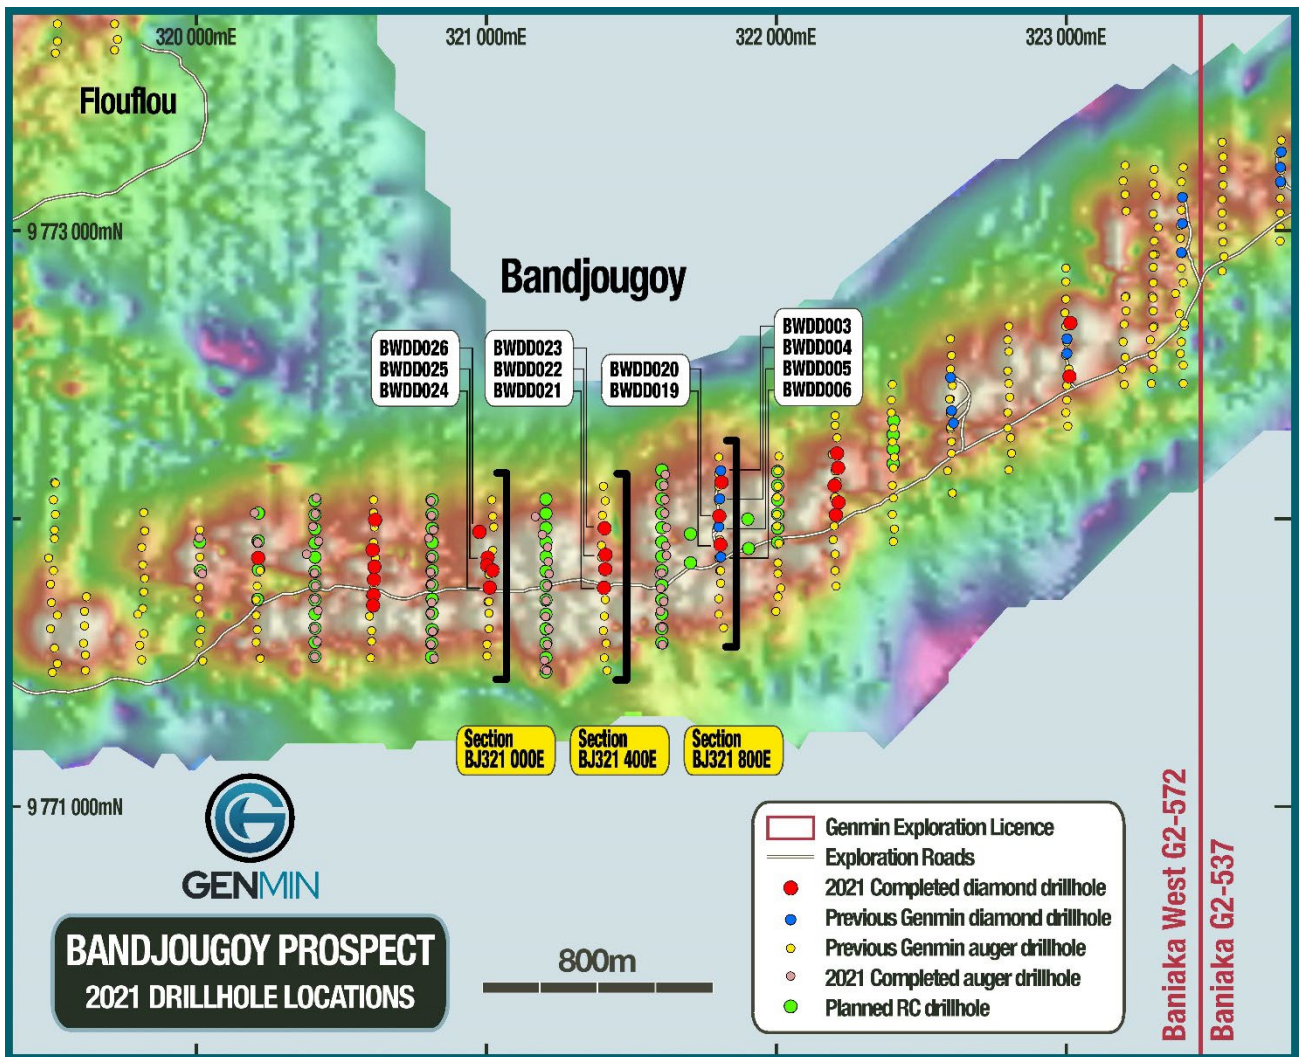 320 000mE
321 000mE
322 000mE
323 000mE
Flouflou
9 773 000mN
Bandjougoy
BWDD026
BWDD025
BWDD024
BWDD023
BWDD022
BWDD021
BWDD020
BWDD019
BWDD003
BWDD004
BWDD005
BWDD006
Section
BJ321 000E
Section
BJ321 400E
Section
BJ321 800E
9 771 000mN
GENMIN
BANDJOUGOY PROSPECT
2021 DRILLHOLE LOCATIONS
800m
Genmin Exploration Licence
Exploration Roads
2021 Completed diamond drillhole
Previous Genmin diamond drillhole
Previous Genmin auger drillhole
2021 Completed auger drillhole
Planned RC drillhole
Baniaka West G2-572
Baniaka G2-537